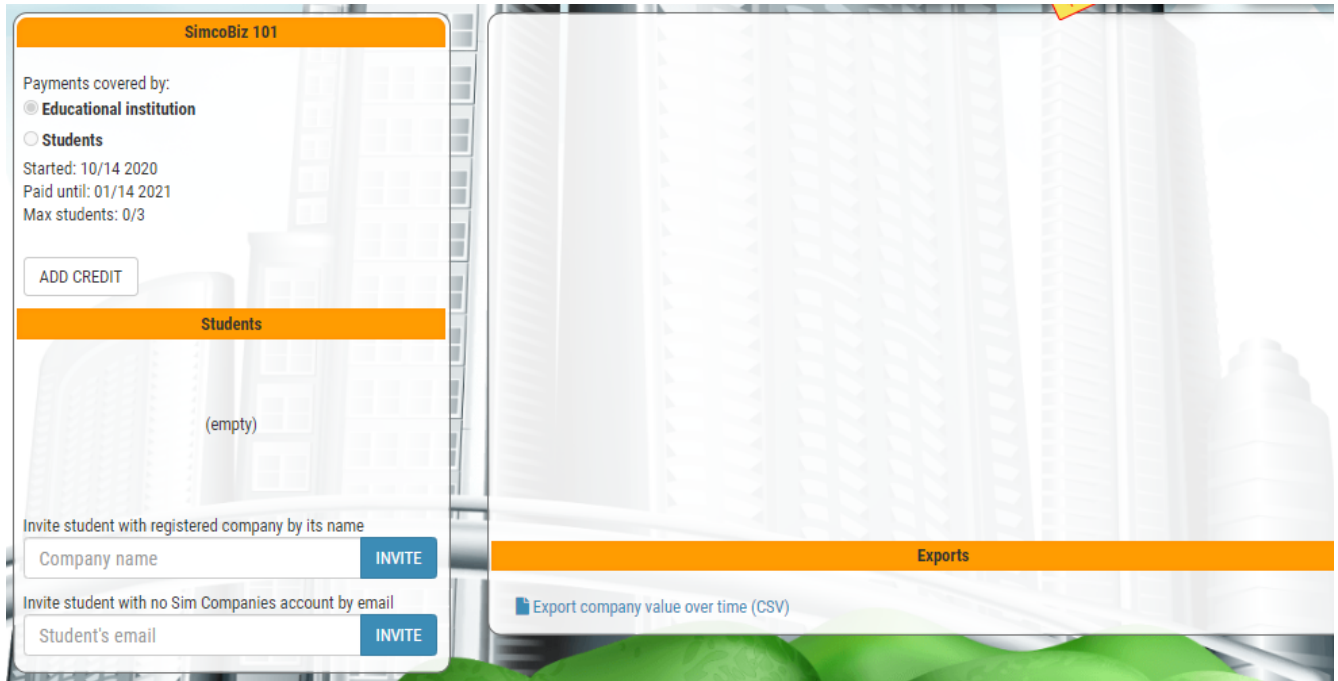 SimcoBiz 101
Payments covered by:
Educational institution
Students
Started: 10/14 2020
Paid until: 01/14 2021
Max students: 0/3
ADD CREDIT
Students
(empty)
Invite student with registered company by its name
Company name
INVITE
Invite student with no Sim Companies account by email
Student's email
INVITE
Exports
Export company value over time (CSV)